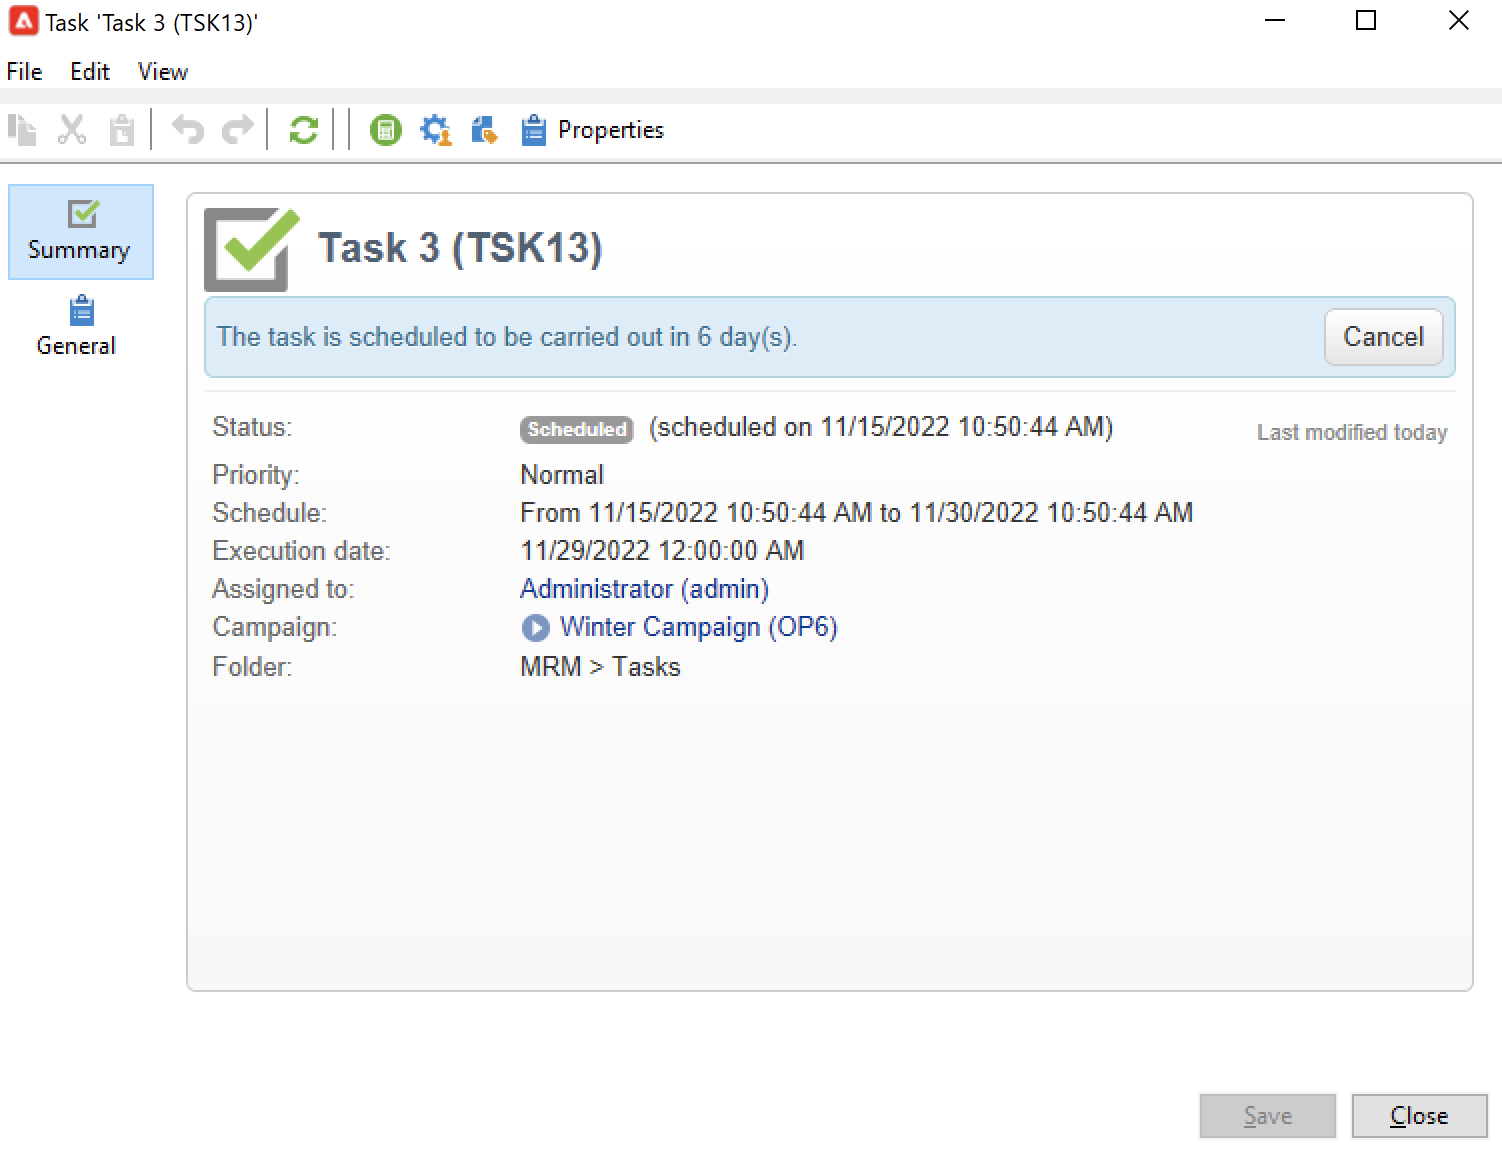 Task 'Task 3 (TSK13)'
File Edit View
Properties
Summary
General
Task 3 (TSK13)
The task is scheduled to be carried out in 6 day(s).
Cancel
Status: Scheduled (scheduled on 11/15/2022 10:50:44 AM) Last modified today
Priority: Normal
Schedule: From 11/15/2022 10:50:44 AM to 11/30/2022 10:50:44 AM
Execution date: 11/29/2022 12:00:00 AM
Assigned to: Administrator (admin)
Campaign: Winter Campaign (OP6)
Folder: MRM > Tasks
Save Close